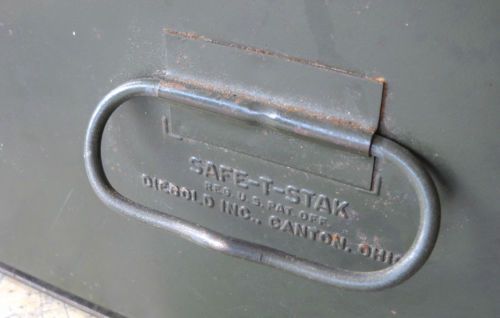 SAFE-T-STAK
REG. U.S. PAT. OFF.
DIEBOLD INC., CANTON, OHIO